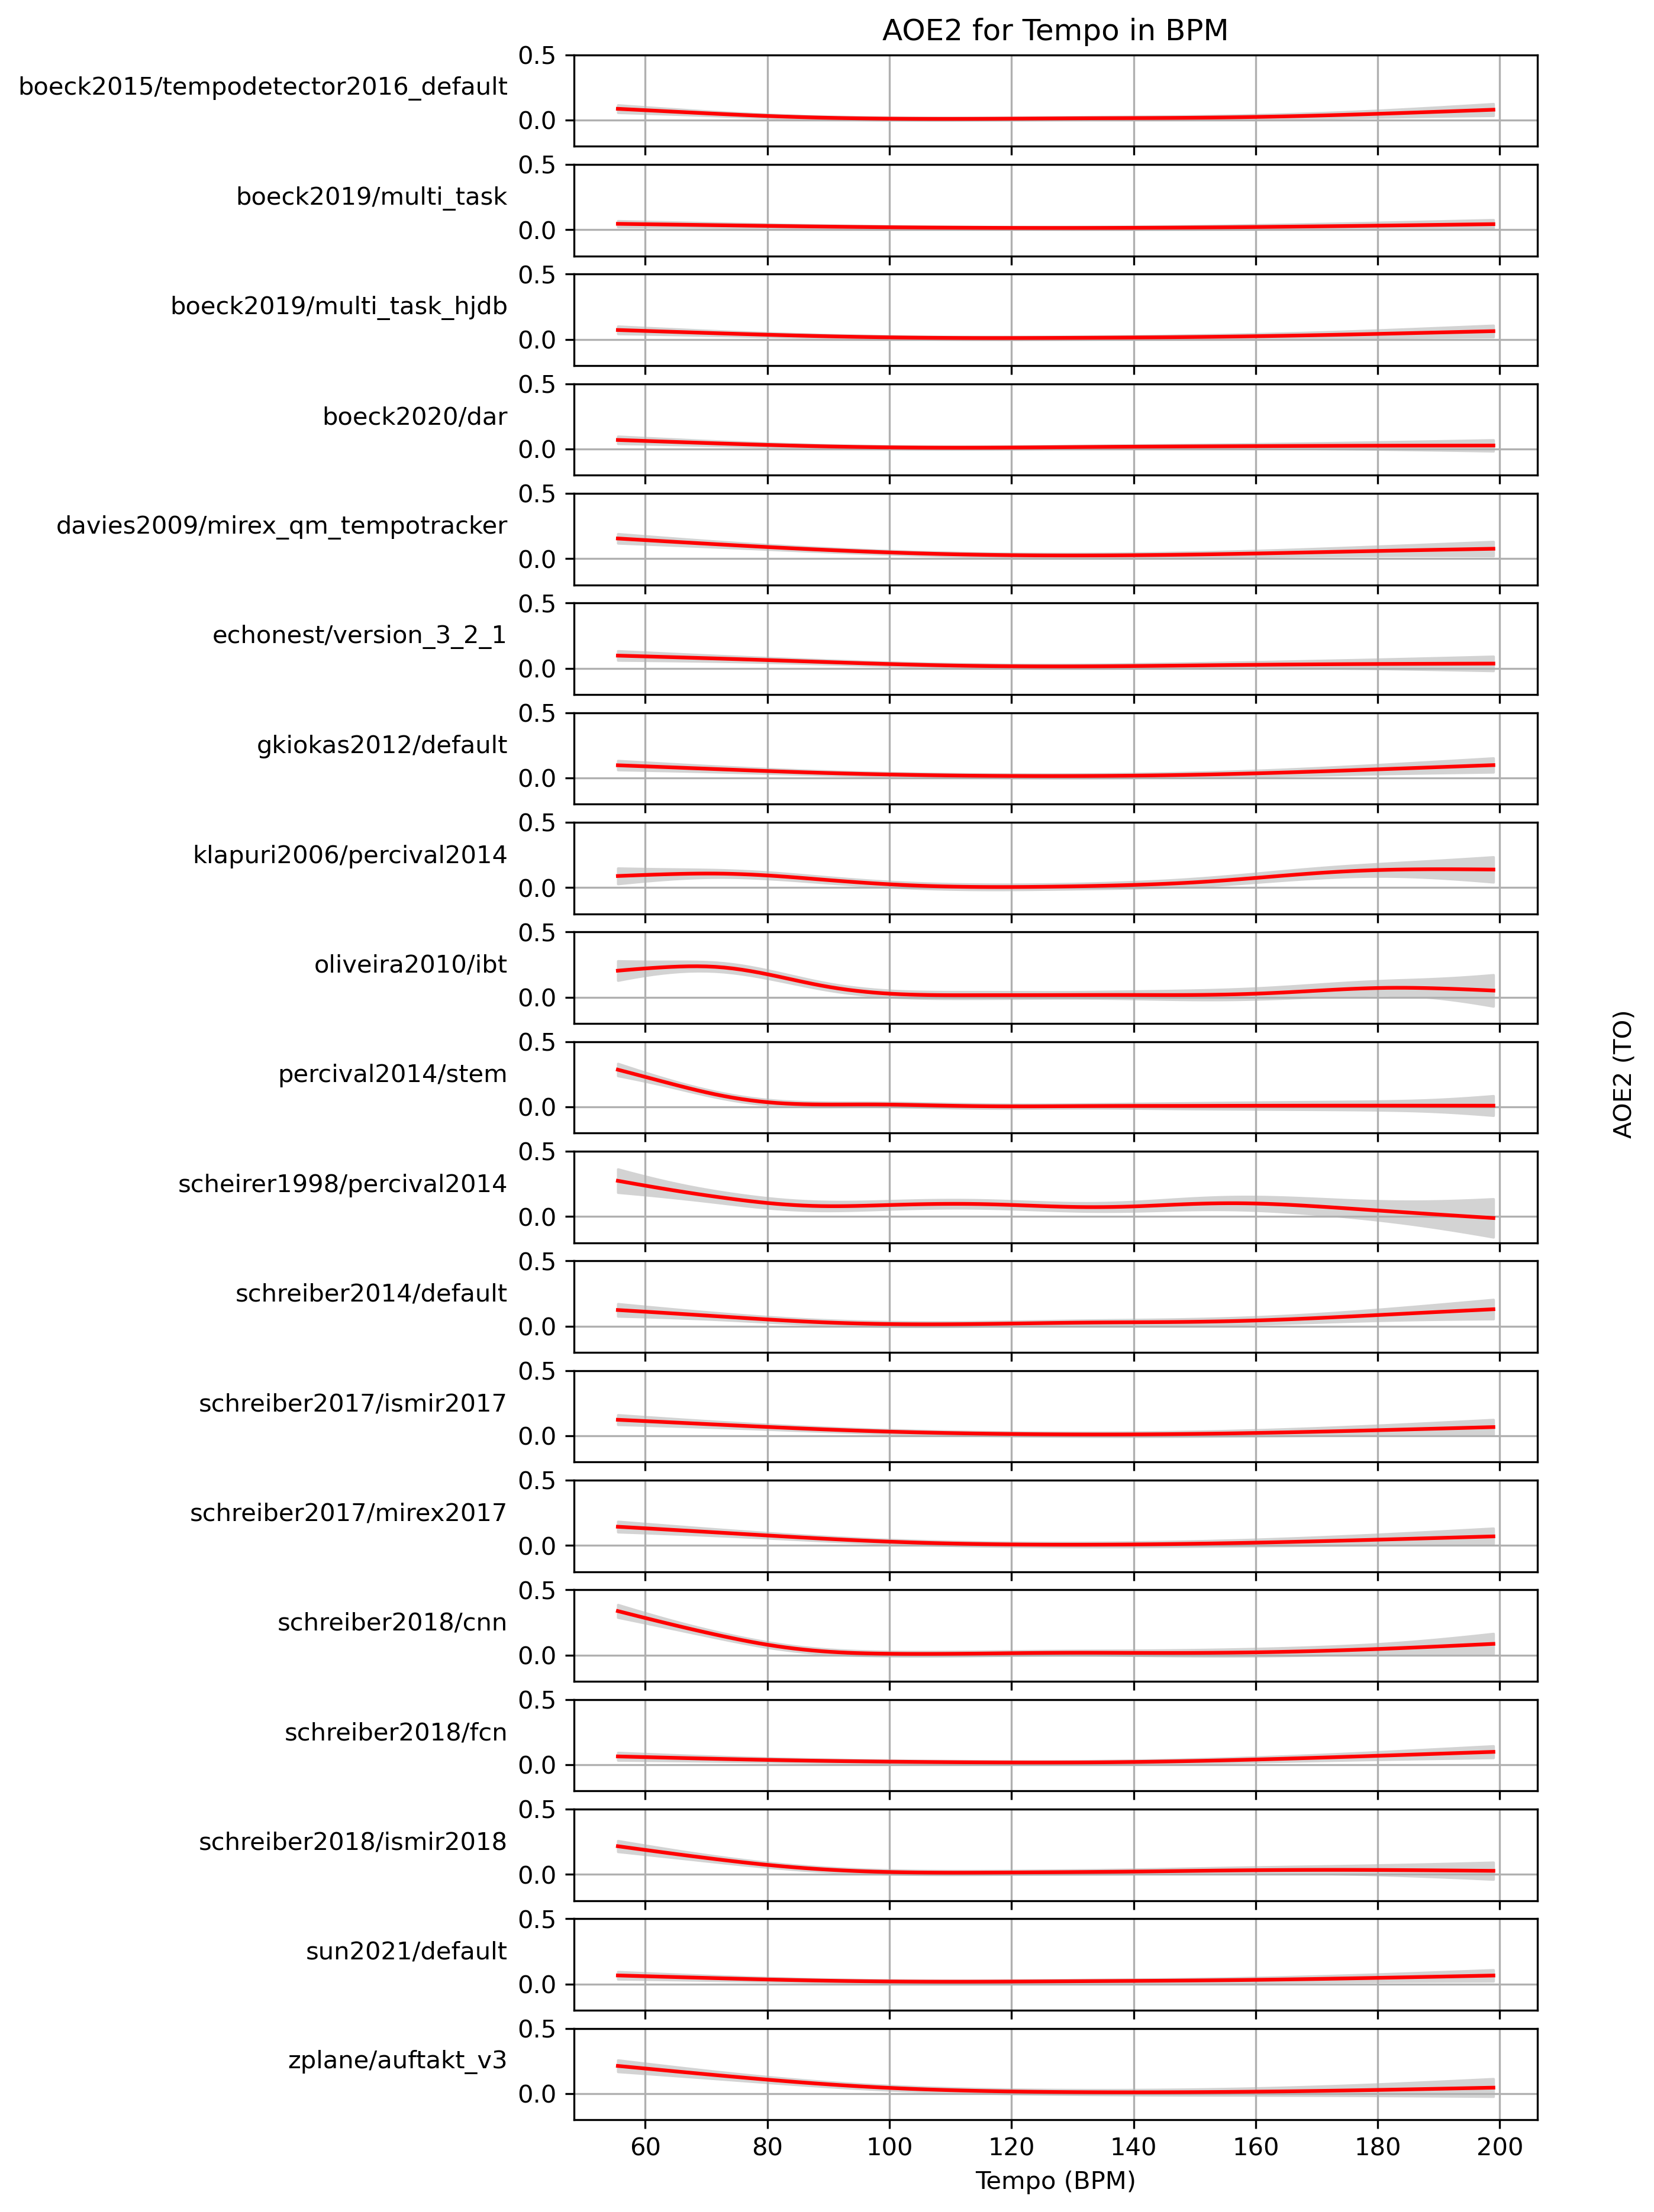 AOE2 for Tempo in BPM
boeck2015/tempodetector2016_default
0.5
0.0
boeck2019/multi_task
0.5
0.0
boeck2019/multi_task_hjdb
0.5
0.0
boeck2020/dar
0.5
0.0
davies2009/mirex_qm_tempotracker
0.5
0.0
echonest/version_3_2_1
0.5
0.0
gkiokas2012/default
0.5
0.0
klapuri2006/percival2014
0.5
0.0
oliveira2010/ibt
0.5
0.0
percival2014/stem
0.5
0.0
scheirer1998/percival2014
0.5
0.0
schreiber2014/default
0.5
0.0
schreiber2017/ismir2017
0.5
0.0
schreiber2017/mirex2017
0.5
0.0
schreiber2018/cnn
0.5
0.0
schreiber2018/fcn
0.5
0.0
schreiber2018/ismir2018
0.5
0.0
sun2021/default
0.5
0.0
zplane/auftakt_v3
0.5
0.0
60 80 100 120 140 160 180 200
Tempo (BPM)
AOE2 (TO)